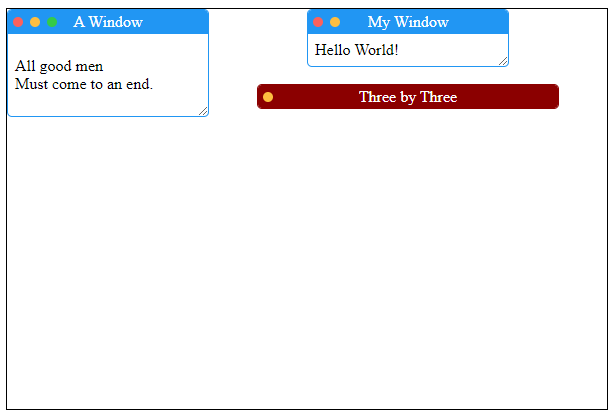 A Window
All good men
Must come to an end.
My Window
Hello World!
Three by Three